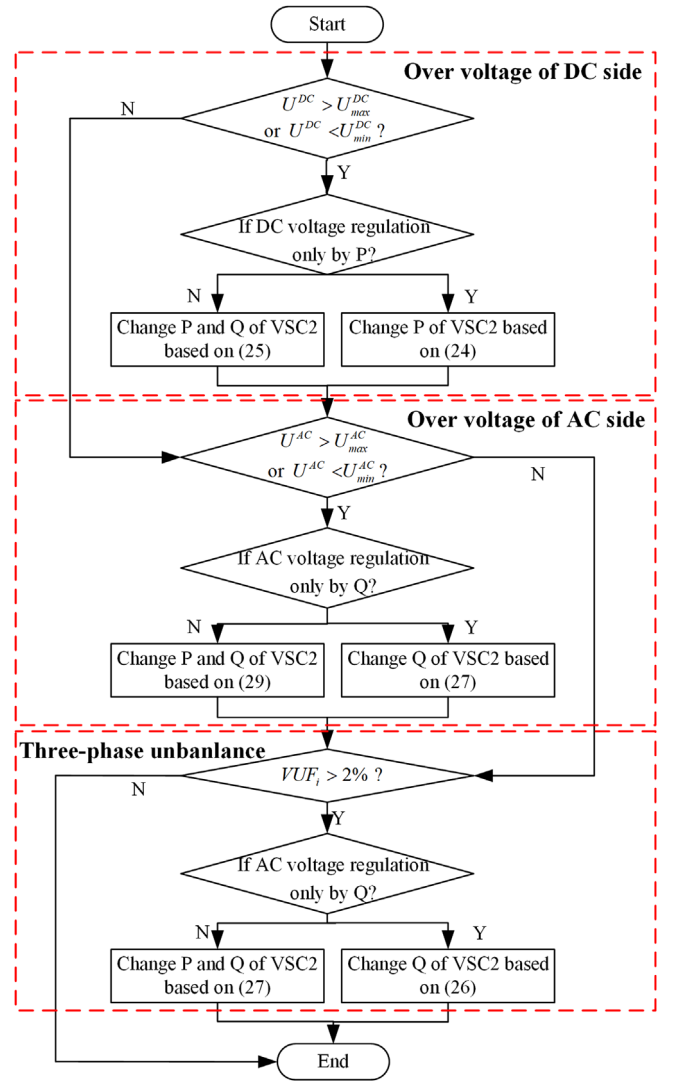 Start
Over voltage of DC side
U^DC > U^DC_max
or U^DC < U^DC_min ?
N
Y
If DC voltage regulation
only by P?
N
Y
Change P and Q of VSC2
based on (25)
Change P of VSC2 based
on (24)
Over voltage of AC side
U^AC > U^AC_max
or U^AC < U^AC_min ?
N
Y
If AC voltage regulation
only by Q?
N
Y
Change P and Q of VSC2
based on (29)
Change Q of VSC2 based
on (27)
Three-phase unbanlance
VUF_i > 2% ?
N
Y
If AC voltage regulation
only by Q?
N
Y
Change P and Q of VSC2
based on (27)
Change Q of VSC2 based
on (26)
End